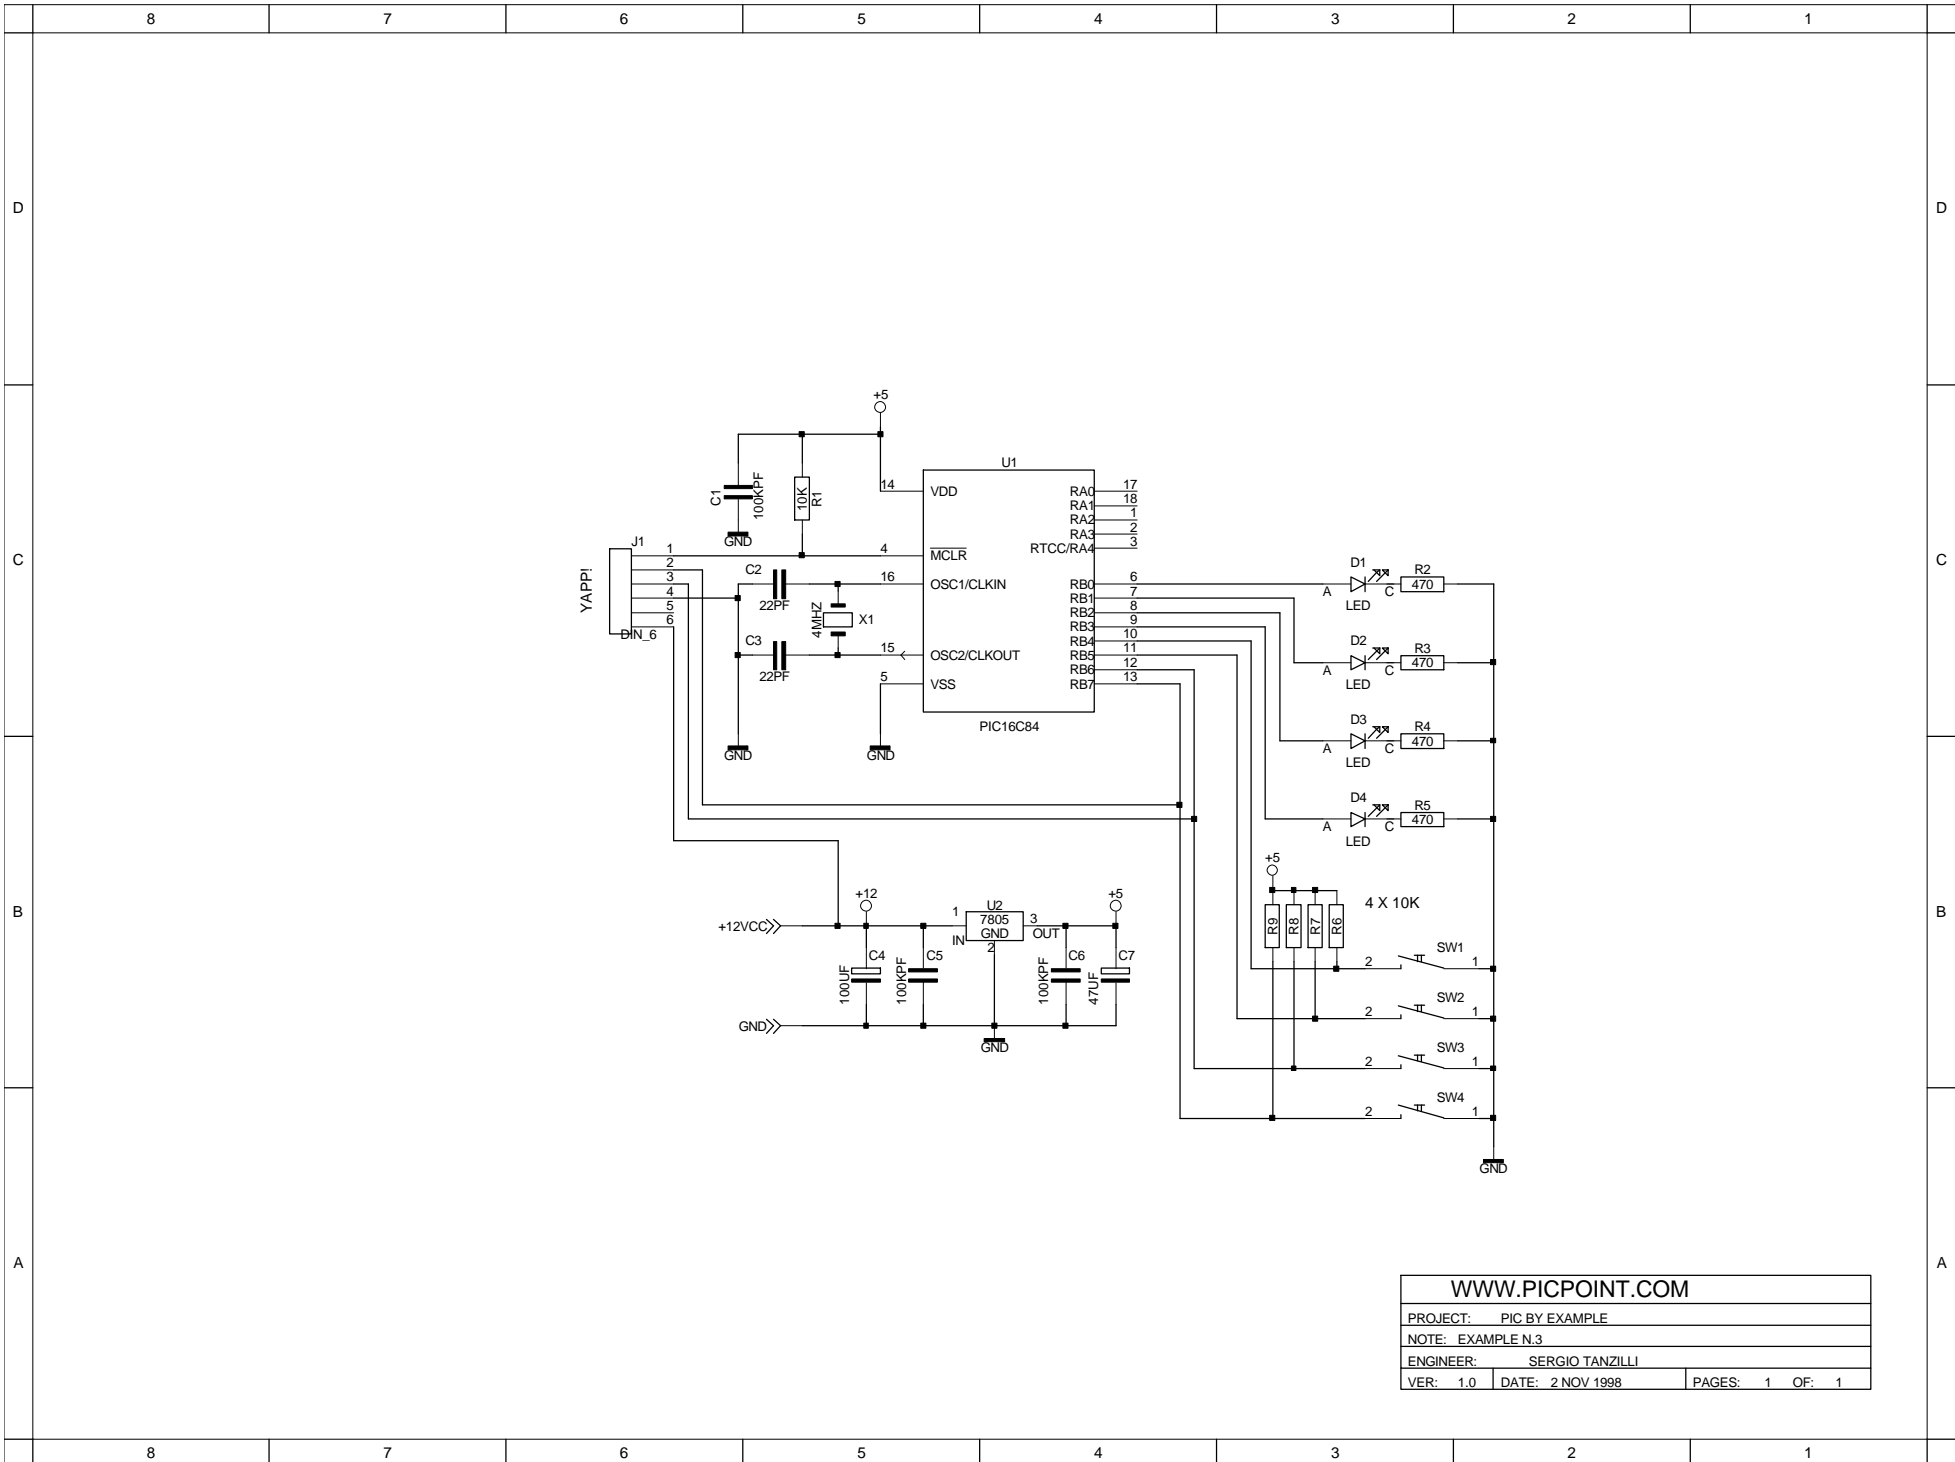 8 7 6 5 4 3 2 1
D D
+5
U1
C1 100KPF
10K R1
GND
14 VDD
4 MCLR
16 OSC1/CLKIN
15 OSC2/CLKOUT
5 VSS
RA0 17
RA1 18
RA2 1
RA3 2
RTCC/RA4 3
RB0 6
RB1 7
RB2 8
RB3 9
RB4 10
RB5 11
RB6 12
RB7 13
PIC16C84
C C
YAPP!
J1
1
2
3
4
5
6
DIN_6
C2
22PF
C3
22PF
4MHZ X1
GND GND
D1 R2
A C 470
LED
D2 R3
A C 470
LED
D3 R4
A C 470
LED
D4 R5
A C 470
LED
B B
+12 +5
+12VCC
1 U2 3
7805
IN GND OUT
2
C4 100UF
C5 100KPF
C6 100KPF
C7 47UF
GND
GND
+5
R9 R8 R7 R6
4 X 10K
SW1
2 1
SW2
2 1
SW3
2 1
SW4
2 1
GND
A A
WWW.PICPOINT.COM
PROJECT: PIC BY EXAMPLE
NOTE: EXAMPLE N.3
ENGINEER: SERGIO TANZILLI
VER: 1.0 DATE: 2 NOV 1998 PAGES: 1 OF: 1
8 7 6 5 4 3 2 1